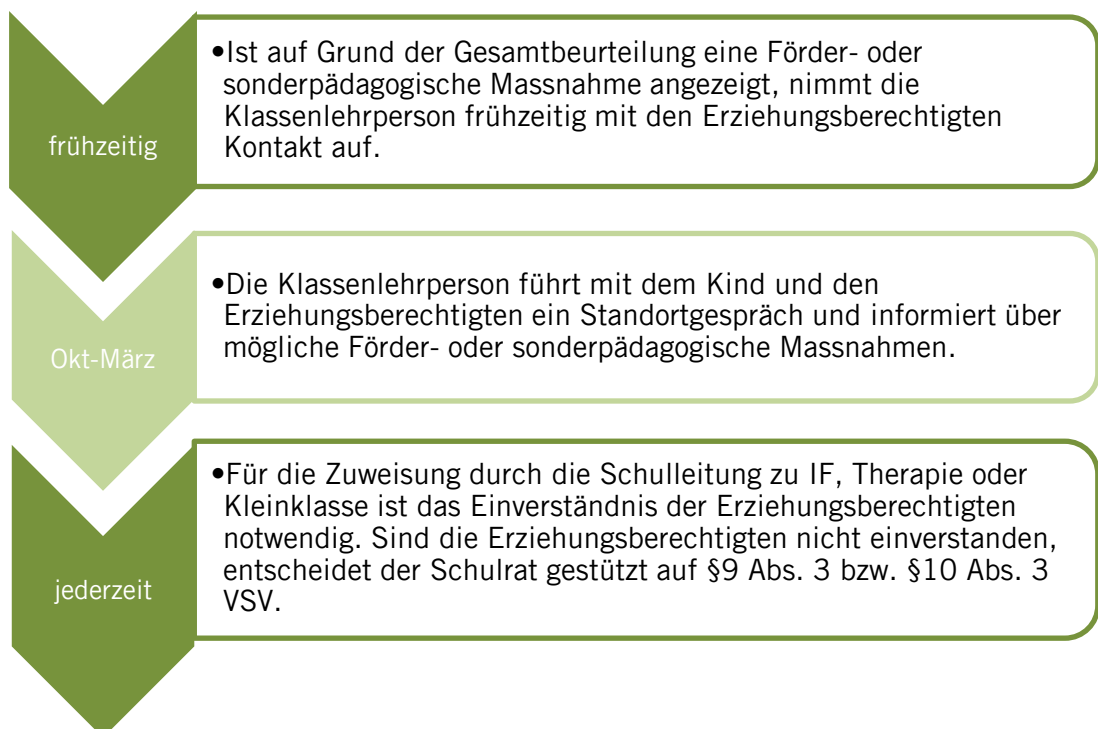 frühzeitig
•Ist auf Grund der Gesamtbeurteilung eine Förder- oder
sonderpädagogische Massnahme angezeigt, nimmt die
Klassenlehrperson frühzeitig mit den Erziehungsberechtigten
Kontakt auf.
Okt-März
•Die Klassenlehrperson führt mit dem Kind und den
Erziehungsberechtigten ein Standortgespräch und informiert über
mögliche Förder- oder sonderpädagogische Massnahmen.
jederzeit
•Für die Zuweisung durch die Schulleitung zu IF, Therapie oder
Kleinklasse ist das Einverständnis der Erziehungsberechtigten
notwendig. Sind die Erziehungsberechtigten nicht einverstanden,
entscheidet der Schulrat gestützt auf §9 Abs. 3 bzw. §10 Abs. 3
VSV.